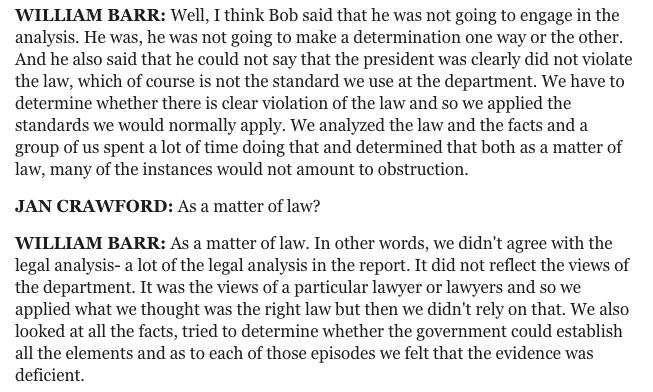 WILLIAM BARR: Well, I think Bob said that he was not going to engage in the
analysis. He was, he was not going to make a determination one way or the other.
And he also said that he could not say that the president was clearly did not violate
the law, which of course is not the standard we use at the department. We have to
determine whether there is clear violation of the law and so we applied the
standards we would normally apply. We analyzed the law and the facts and a
group of us spent a lot of time doing that and determined that both as a matter of
law, many of the instances would not amount to obstruction.
JAN CRAWFORD: As a matter of law?
WILLIAM BARR: As a matter of law. In other words, we didn't agree with the
legal analysis- a lot of the legal analysis in the report. It did not reflect the views of
the department. It was the views of a particular lawyer or lawyers and so we
applied what we thought was the right law but then we didn't rely on that. We also
looked at all the facts, tried to determine whether the government could establish
all the elements and as to each of those episodes we felt that the evidence was
deficient.